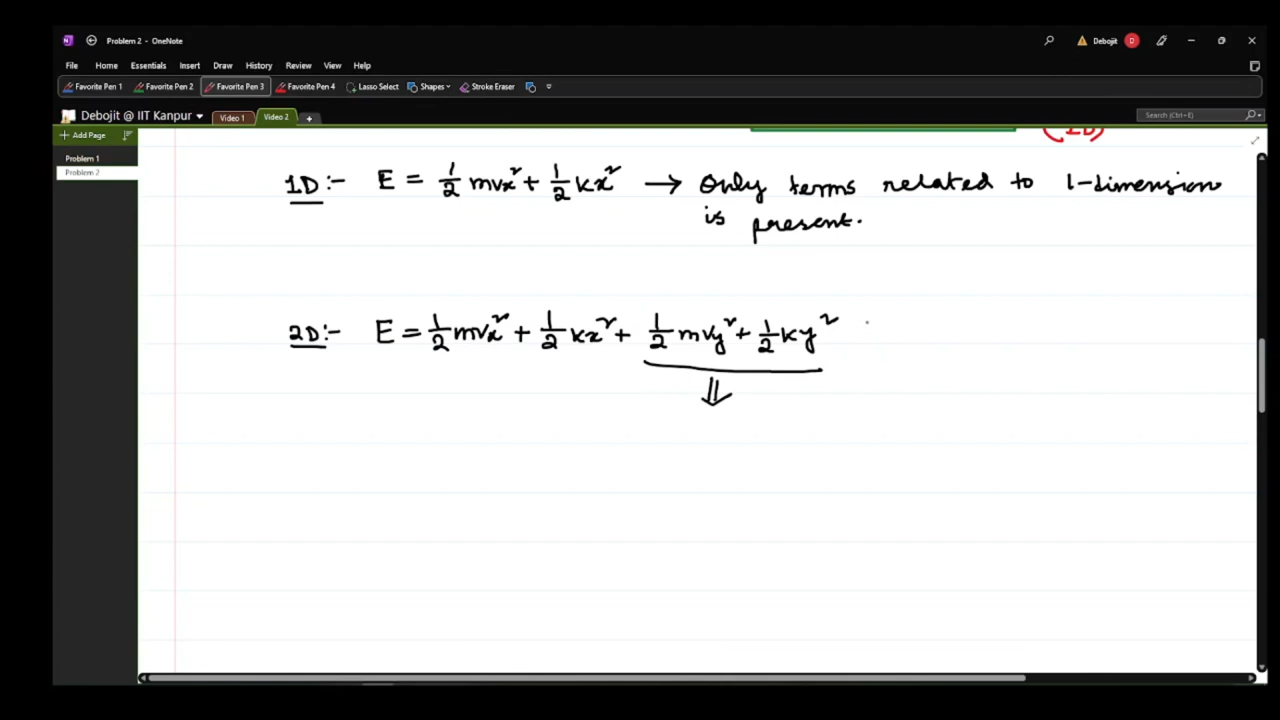 Problem 2 - OneNote
Debojit D
File Home Essentials Insert Draw History Review View Help
Favorite Pen 1 Favorite Pen 2 Favorite Pen 3 Favorite Pen 4 Lasso Select Shapes Stroke Eraser
Debojit @ IIT Kanpur Video 1 Video 2 + Search (Ctrl+E)
+ Add Page
Problem 1
Problem 2
1D:- E = 1/2 mvx² + 1/2 kx² → Only terms related to 1-dimension
is present.
2D:- E = 1/2 mvx² + 1/2 kx² + 1/2 mvy² + 1/2 ky²
⇓